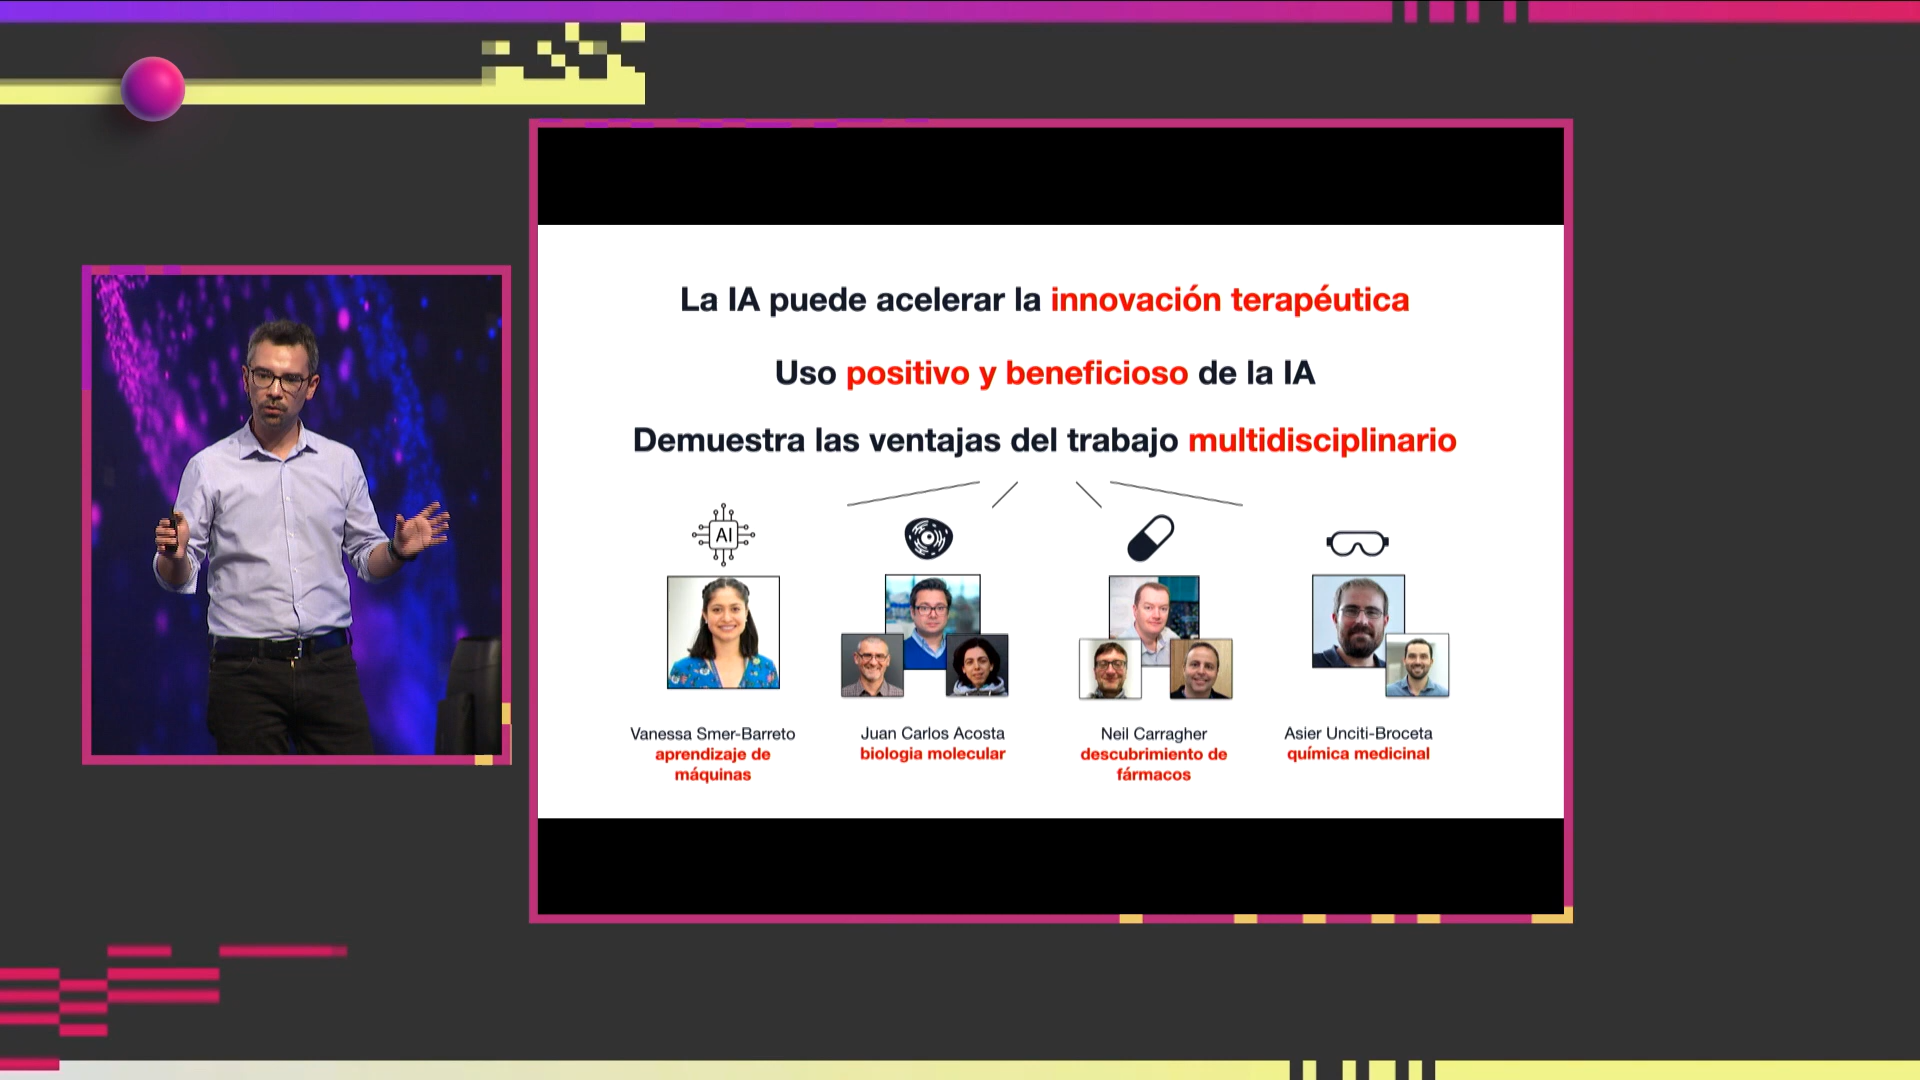 La IA puede acelerar la innovación terapéutica
Uso positivo y beneficioso de la IA
Demuestra las ventajas del trabajo multidisciplinario
AI
Vanessa Smer-Barreto
aprendizaje de
máquinas
Juan Carlos Acosta
biologia molecular
Neil Carragher
descubrimiento de
fármacos
Asier Unciti-Broceta
química medicinal